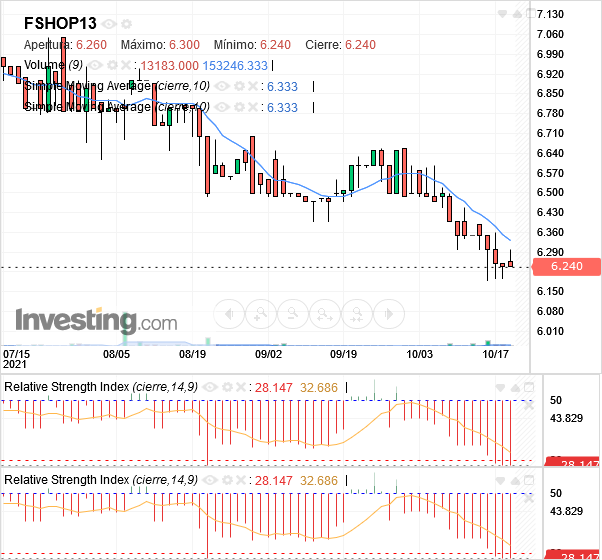 FSHOP13
Apertura: 6.260 Máximo: 6.300 Mínimo: 6.240 Cierre: 6.240
Volume (9) : 13183.000 153246.333
Simple Moving Average (cierre,10) : 6.333
Simple Moving Average (cierre,10) : 6.333
7.130
7.060
6.990
6.920
6.850
6.780
6.710
6.640
6.570
6.500
6.430
6.360
6.290
6.240
6.150
6.080
6.010
Investing.com
07/15 08/05 08/19 09/02 09/19 10/03 10/17
2021
Relative Strength Index (cierre,14,9) : 28.147 32.686
50
43.829
28.147
Relative Strength Index (cierre,14,9) : 28.147 32.686
50
43.829
28.147